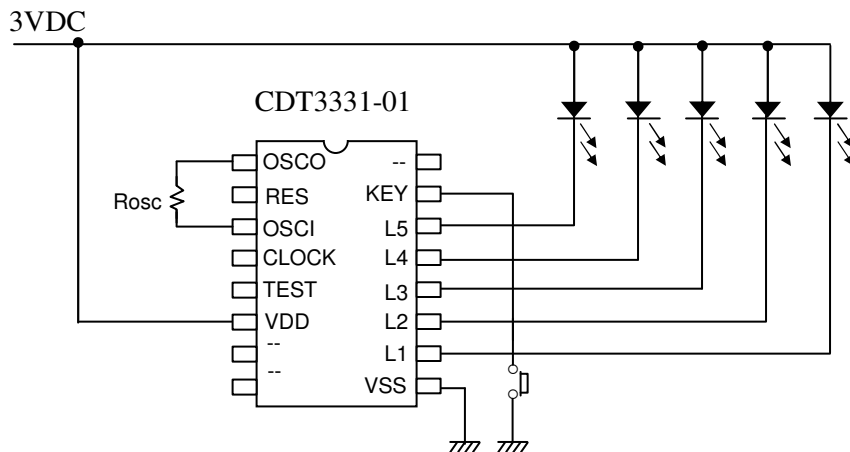 3VDC
CDT3331-01
OSCO
--
RES
KEY
Rosc
OSCI
L5
CLOCK
L4
TEST
L3
VDD
L2
--
L1
--
VSS